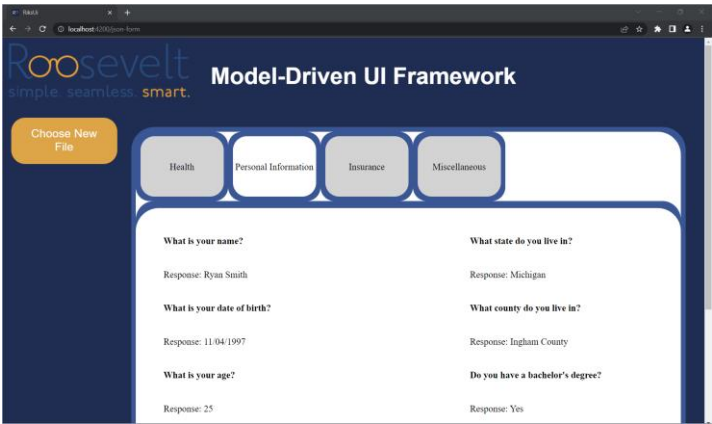 localhost:4200/json-form
Roosevelt
simple. seamless. smart.
Model-Driven UI Framework
Choose New
File
Health
Personal Information
Insurance
Miscellaneous
What is your name?
What state do you live in?
Response: Ryan Smith
Response: Michigan
What is your date of birth?
What county do you live in?
Response: 11/04/1997
Response: Ingham County
What is your age?
Do you have a bachelor's degree?
Response: 25
Response: Yes